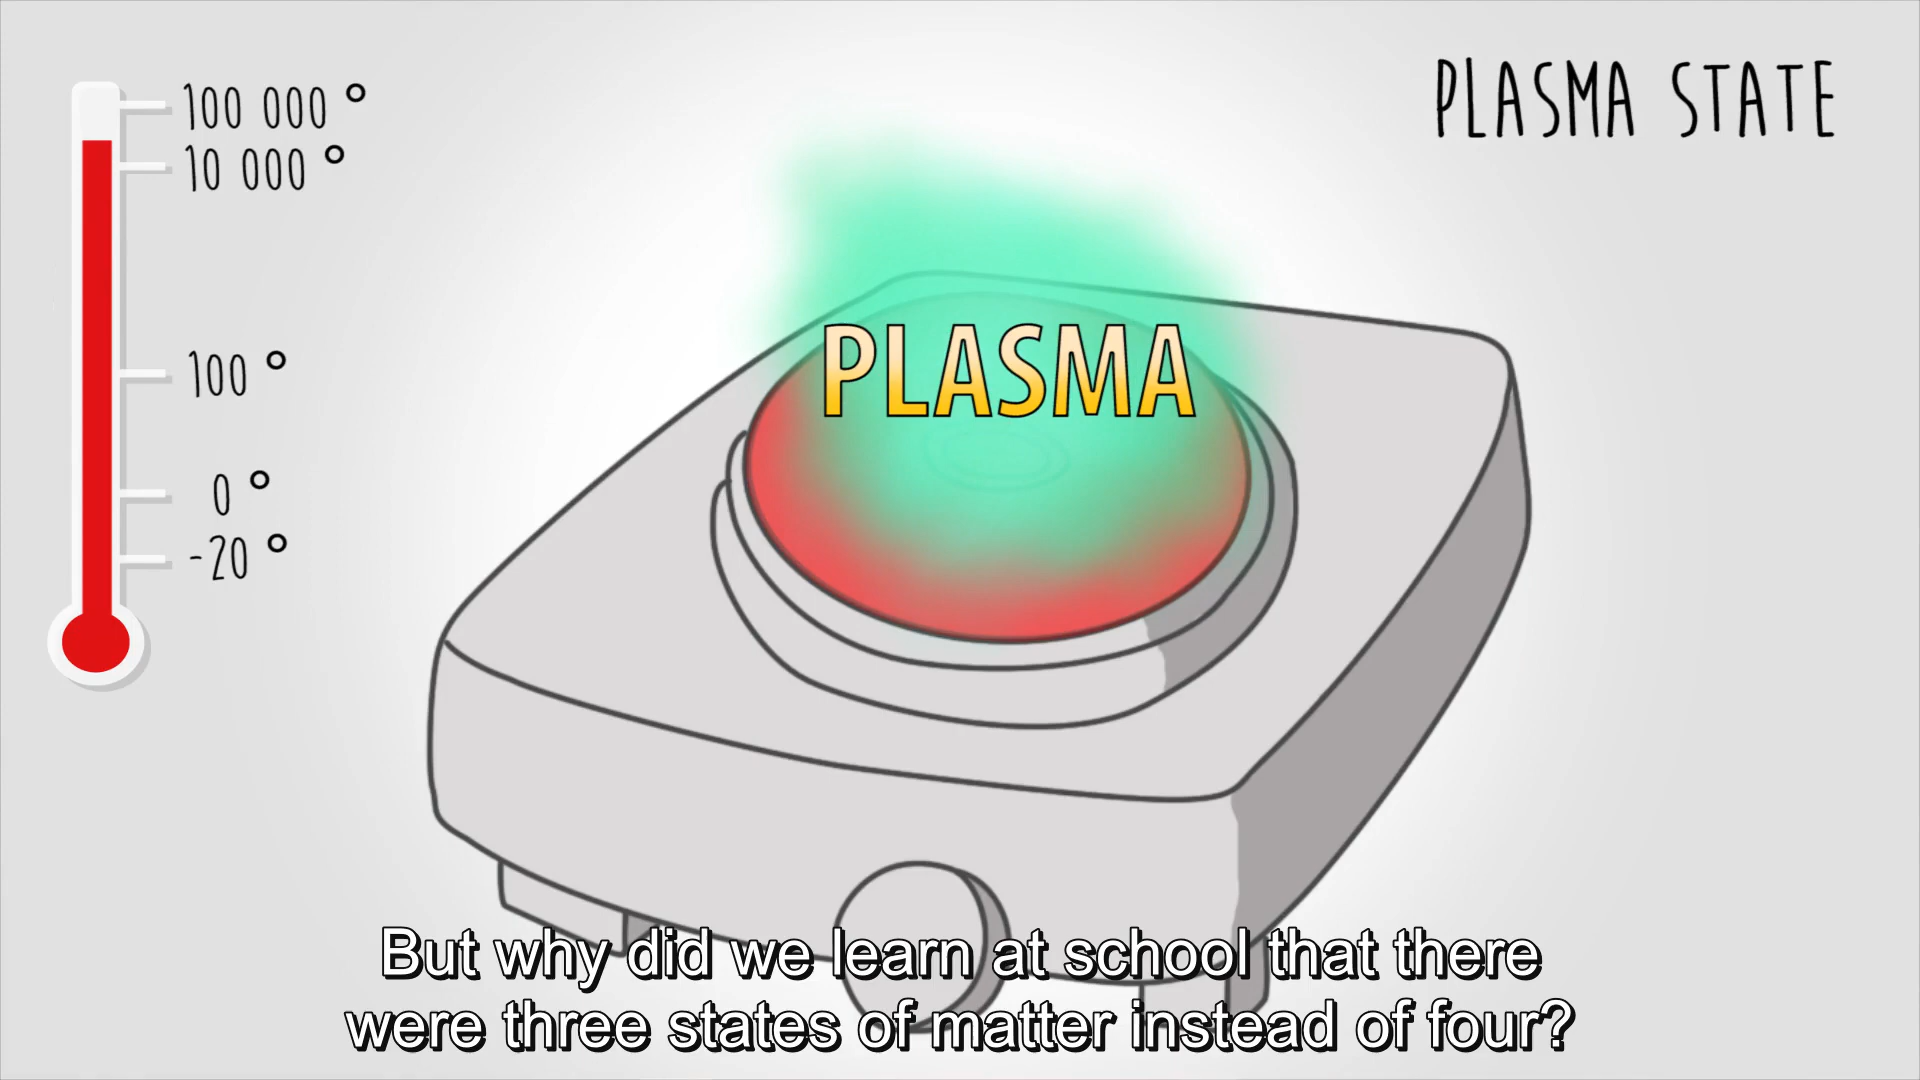 PLASMA STATE
100 000 °
10 000 °
100 °
0 °
-20 °
PLASMA
But why did we learn at school that there
were three states of matter instead of four?